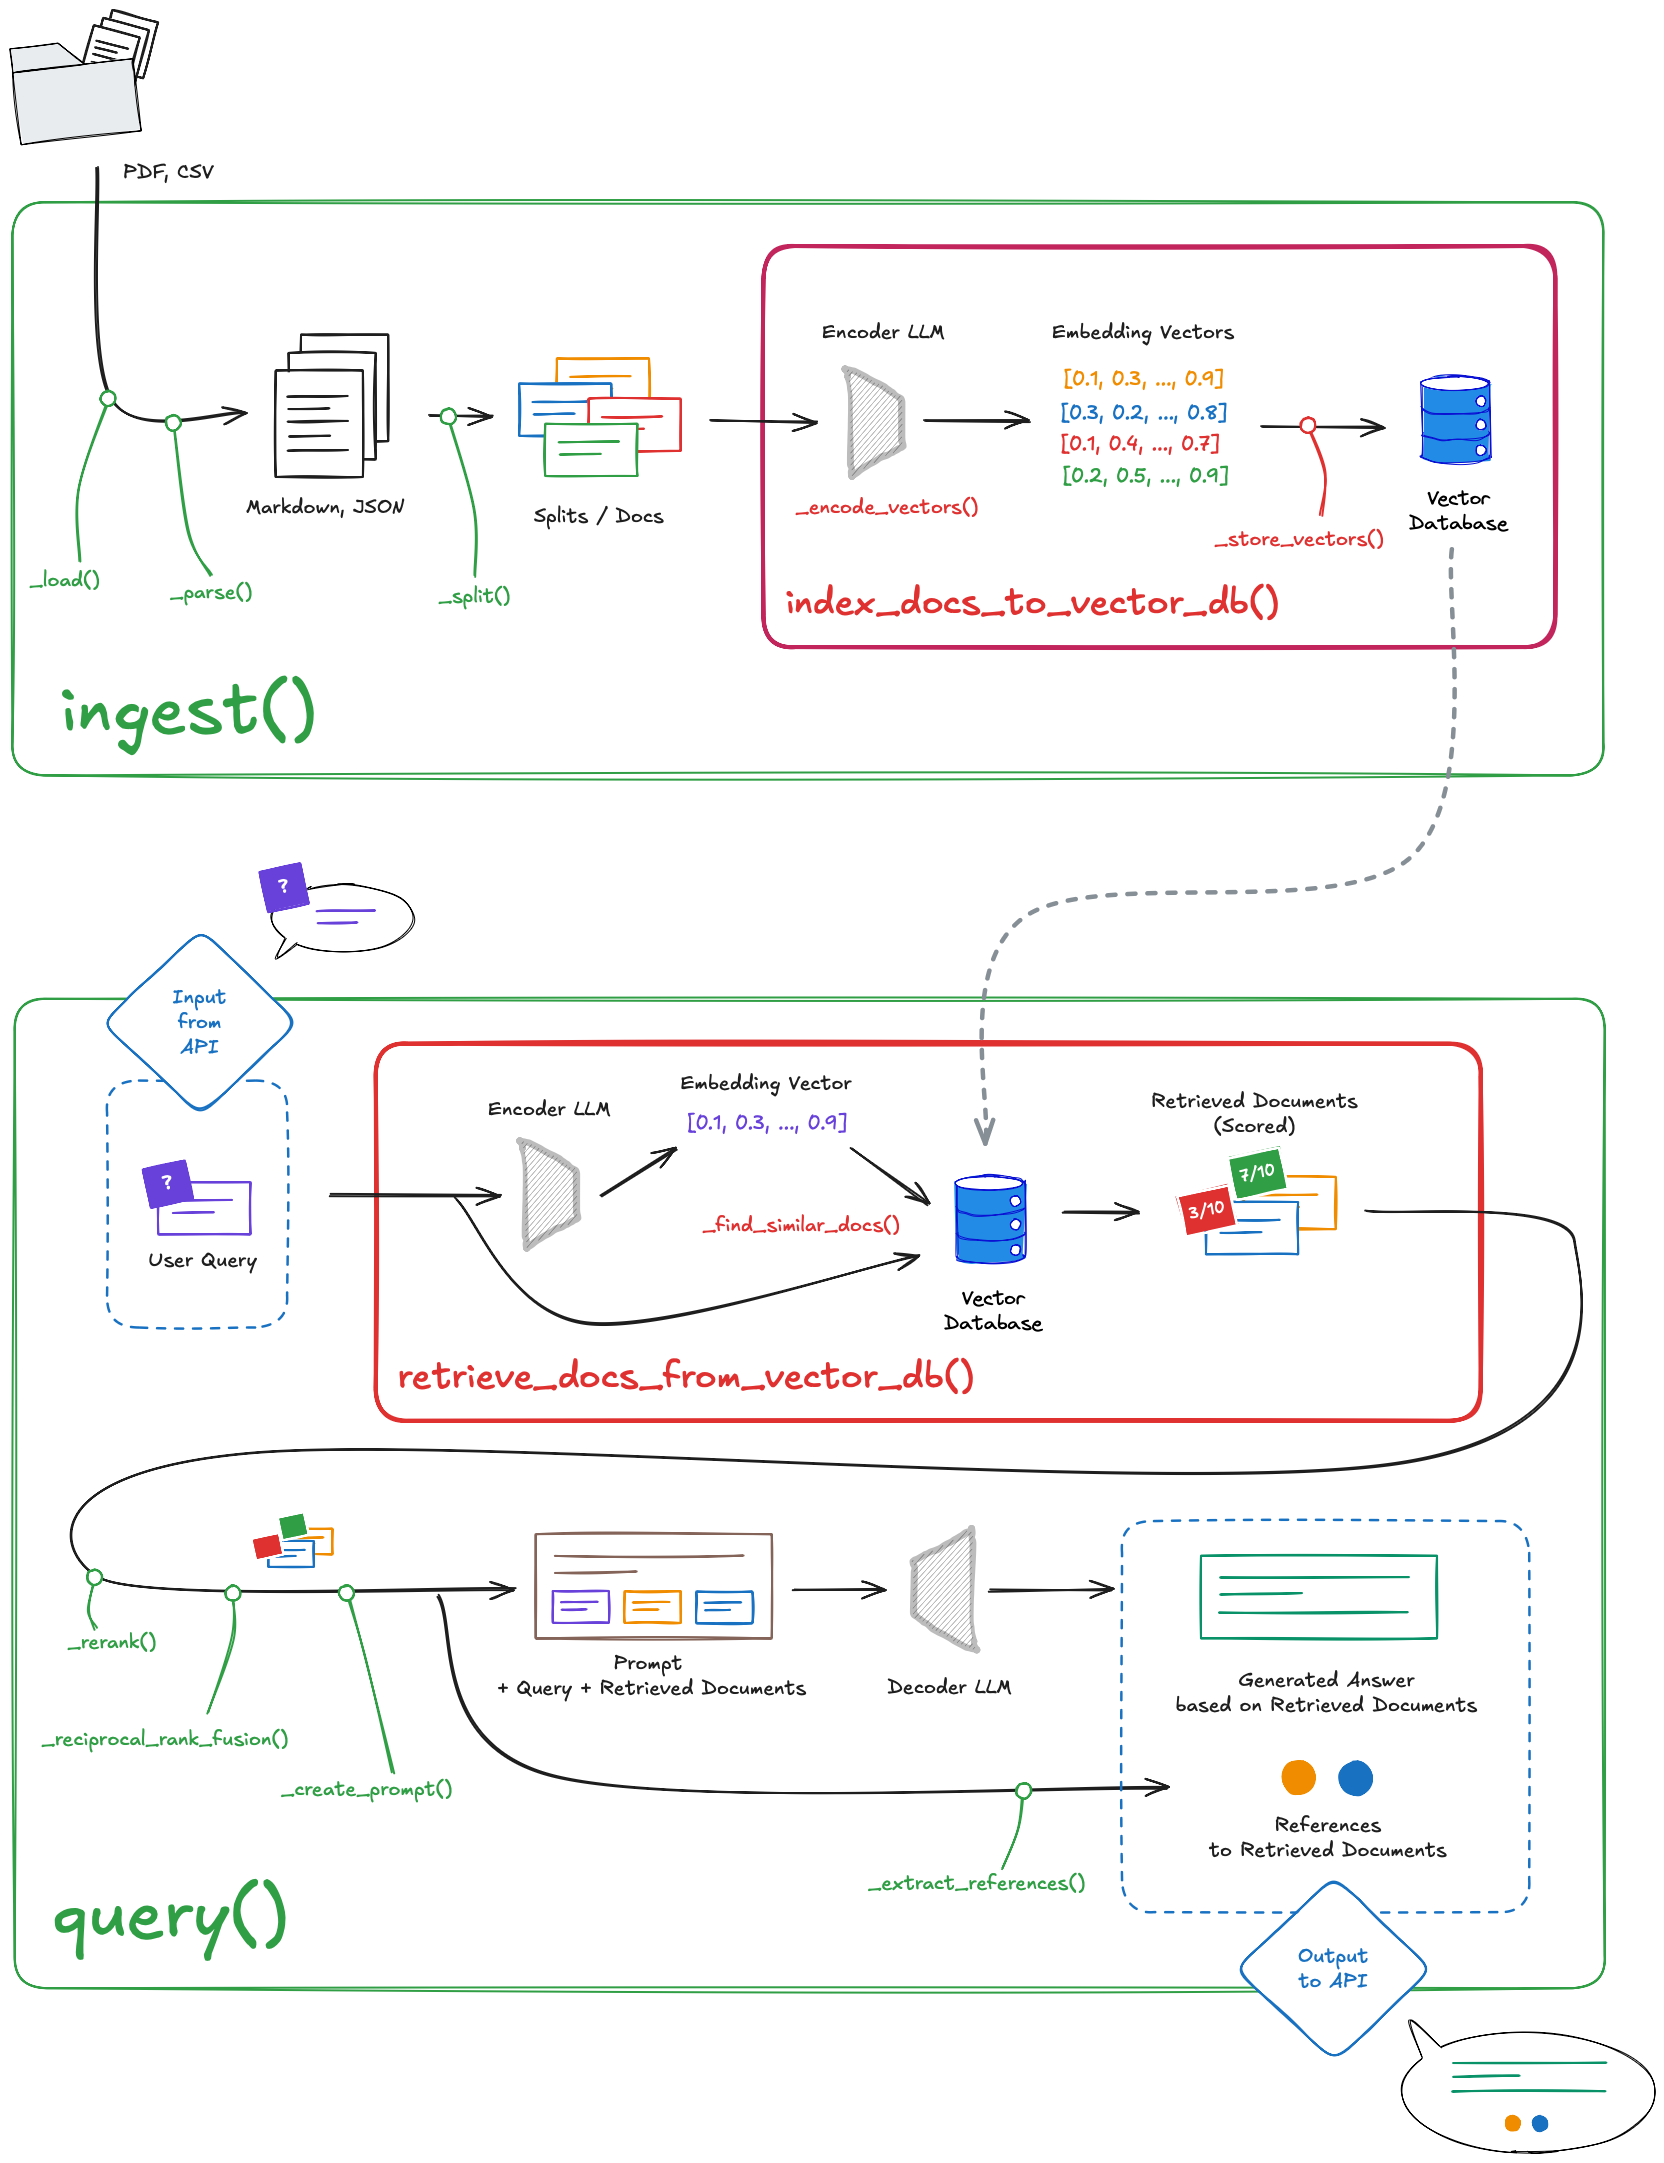 PDF, CSV
Encoder LLM
Embedding Vectors
[0.1, 0.3, ..., 0.9]
[0.3, 0.2, ..., 0.8]
[0.1, 0.4, ..., 0.7]
[0.2, 0.5, ..., 0.9]
Markdown, JSON
Splits / Docs
_encode_vectors()
Vector
Database
_store_vectors()
_load()
_parse()
_split()
index_docs_to_vector_db()
ingest()
?
Input
from
API
Encoder LLM
Embedding Vector
[0.1, 0.3, ..., 0.9]
Retrieved Documents
(Scored)
7/10
3/10
?
User Query
_find_similar_docs()
Vector
Database
retrieve_docs_from_vector_db()
_rerank()
_reciprocal_rank_fusion()
_create_prompt()
Prompt
+ Query + Retrieved Documents
Decoder LLM
Generated Answer
based on Retrieved Documents
References
to Retrieved Documents
_extract_references()
query()
Output
to API